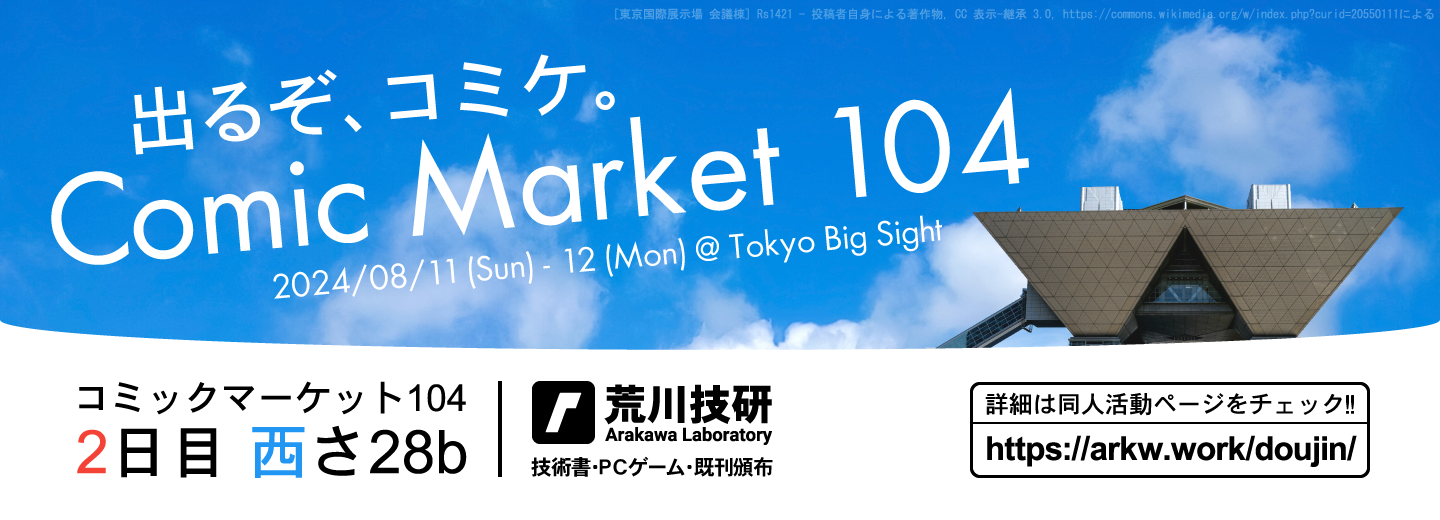 [東京国際展示場 会議棟] Rs1421 - 投稿者自身による著作物, CC 表示-継承 3.0, https://commons.wikimedia.org/w/index.php?curid=20550111による
出るぞ、コミケ。
Comic Market 104
2024/08/11 (Sun) - 12 (Mon) @ Tokyo Big Sight
コミックマーケット104
2日目 西さ28b
荒川技研
Arakawa Laboratory
技術書・PCゲーム・既刊頒布
詳細は同人活動ページをチェック!!
https://arkw.work/doujin/